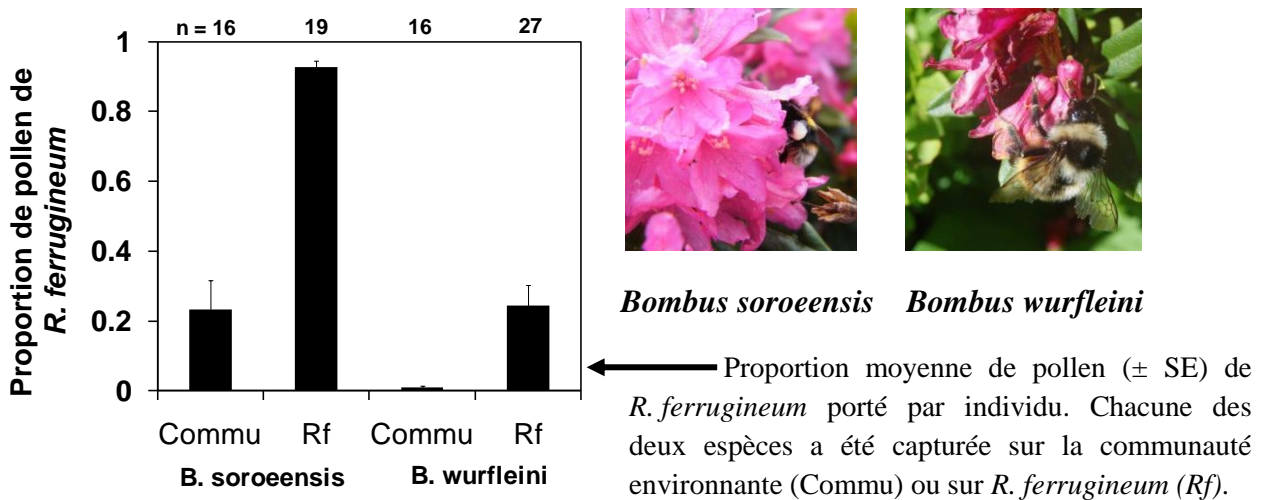 n = 16 19 16 27
Proportion de pollen de
R. ferrugineum
1
0.8
0.6
0.4
0.2
0
Commu Rf Commu Rf
B. soroeensis B. wurfleini
Bombus soroeensis Bombus wurfleini
Proportion moyenne de pollen (± SE) de
R. ferrugineum porté par individu. Chacune des
deux espèces a été capturée sur la communauté
environnante (Commu) ou sur R. ferrugineum (Rf).